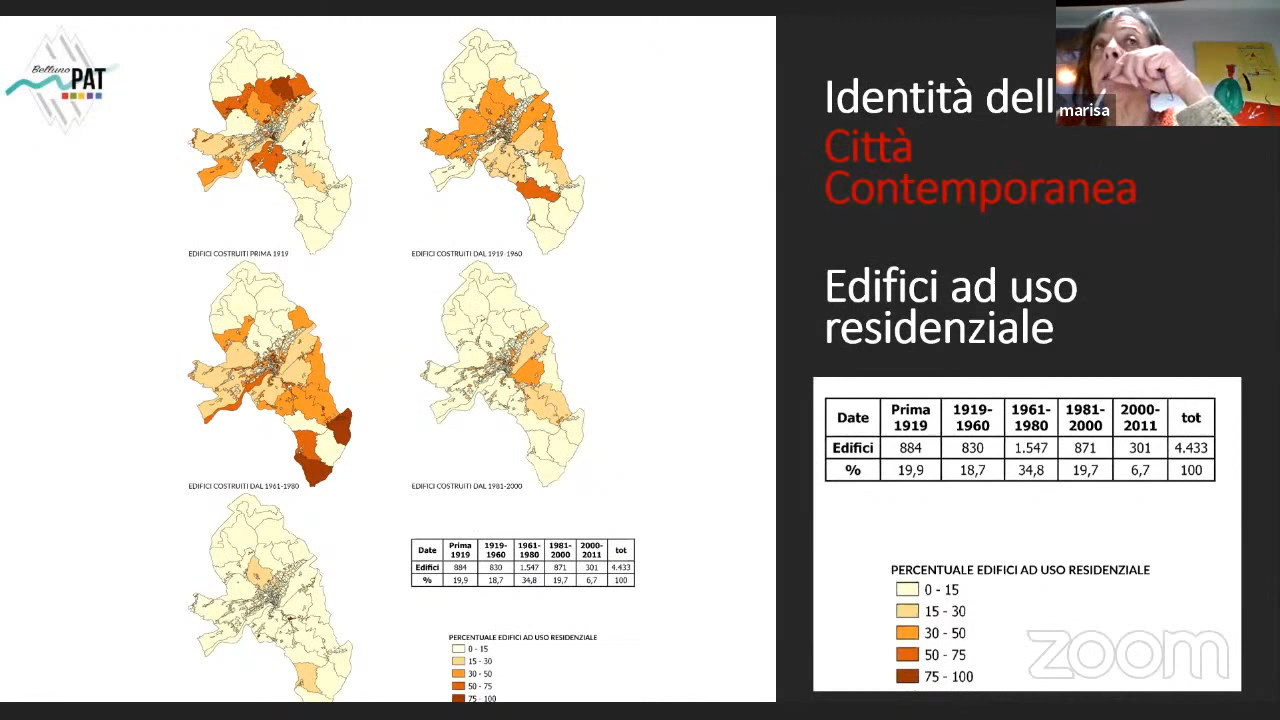 Belluno
PAT
EDIFICI COSTRUITI PRIMA 1919
EDIFICI COSTRUITI DAL 1919-1960
EDIFICI COSTRUITI DAL 1961-1980
EDIFICI COSTRUITI DAL 1981-2000
Date Prima 1919 1919-1960 1961-1980 1981-2000 2000-2011 tot
Edifici 884 830 1.547 871 301 4.433
% 19,9 18,7 34,8 19,7 6,7 100
PERCENTUALE EDIFICI AD USO RESIDENZIALE
0 - 15
15 - 30
30 - 50
50 - 75
75 - 100
Identità dell
Città
Contemporanea
marisa
Edifici ad uso
residenziale
Date Prima 1919 1919-1960 1961-1980 1981-2000 2000-2011 tot
Edifici 884 830 1.547 871 301 4.433
% 19,9 18,7 34,8 19,7 6,7 100
PERCENTUALE EDIFICI AD USO RESIDENZIALE
0 - 15
15 - 30
30 - 50
50 - 75
75 - 100
zoom